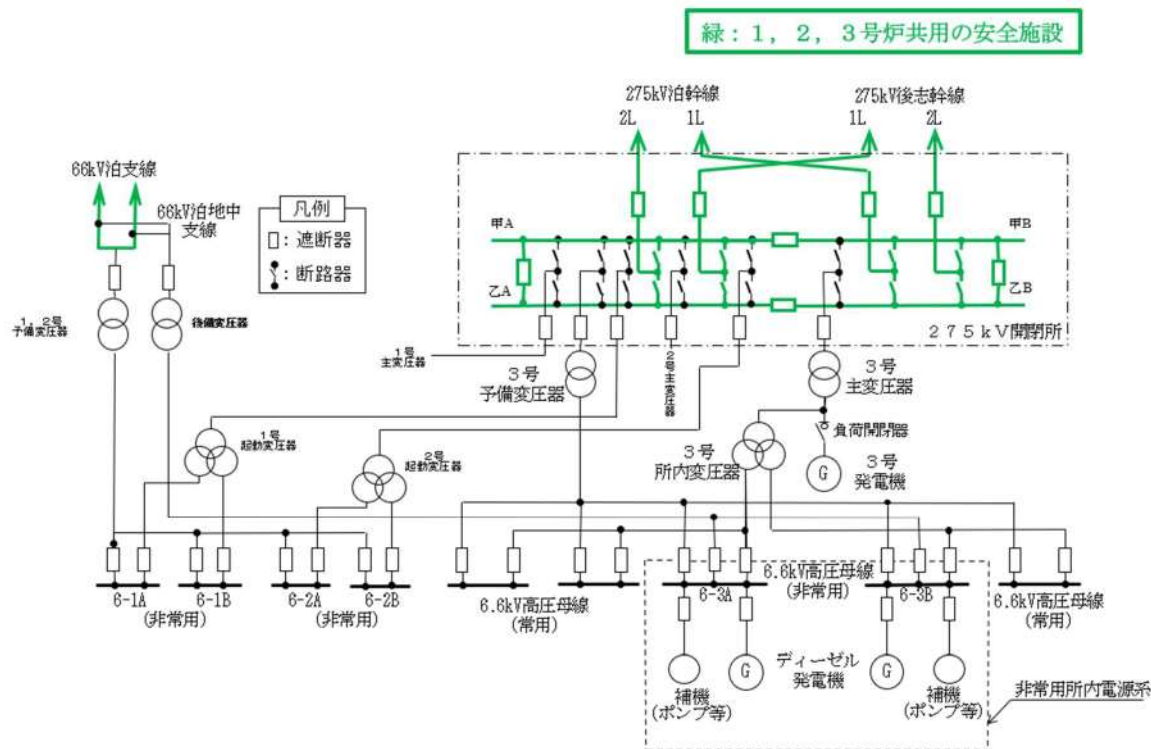 緑：１，２，３号炉共用の安全施設
275kV泊幹線
2L
1L
275kV後志幹線
1L
2L
66kV泊支線
66kV泊地中
支線
凡例
：遮断器
：断路器
甲A
甲B
乙A
乙B
２７５ｋＶ開閉所
１，２号
予備変圧器
後備変圧器
１号
主変圧器
３号
予備変圧器
２号主変圧器
３号
主変圧器
１号
起動変圧器
２号
起動変圧器
３号
所内変圧器
負荷開閉器
G
３号
発電機
6-1A
6-1B
(非常用)
6-2A
6-2B
(非常用)
6.6kV高圧母線
(常用)
6-3A
6.6kV高圧母線
(非常用)
6-3B
6.6kV高圧母線
(常用)
補機
(ポンプ等)
G
ディーゼル
発電機
G
補機
(ポンプ等)
非常用所内電源系